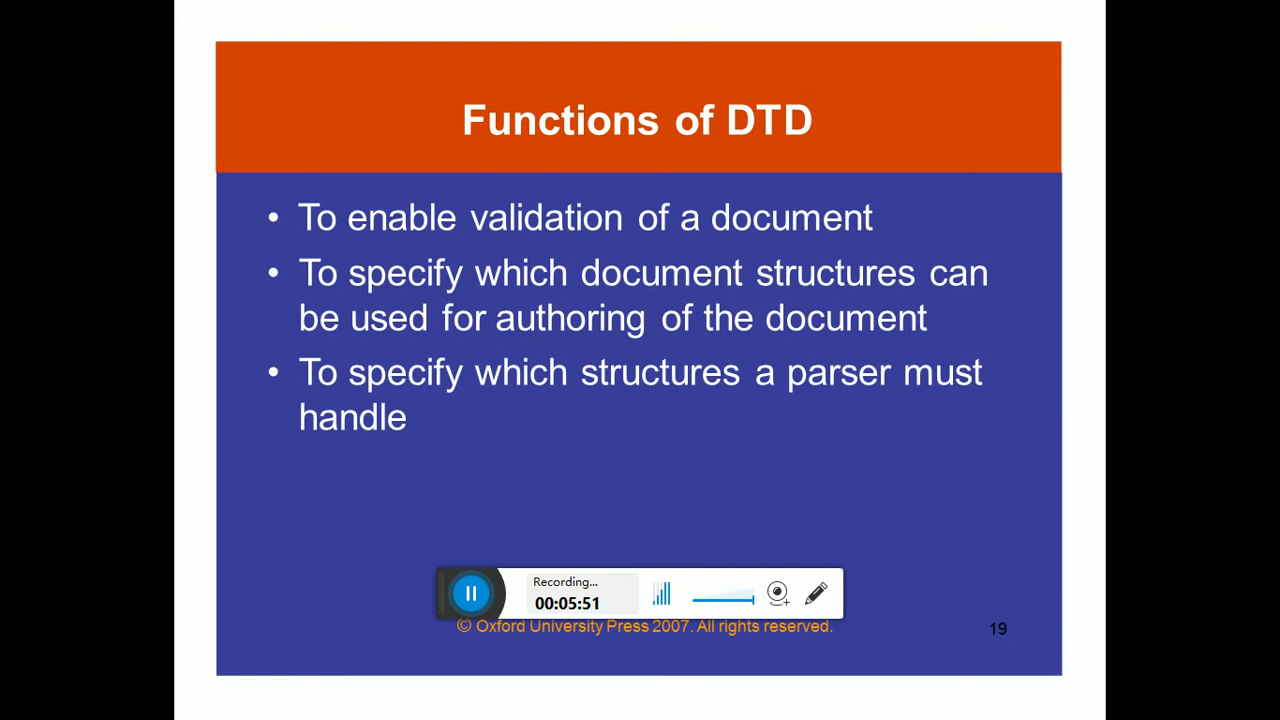 Functions of DTD
• To enable validation of a document
• To specify which document structures can
be used for authoring of the document
• To specify which structures a parser must
handle
Recording...
00:05:51
© Oxford University Press 2007. All rights reserved.
19